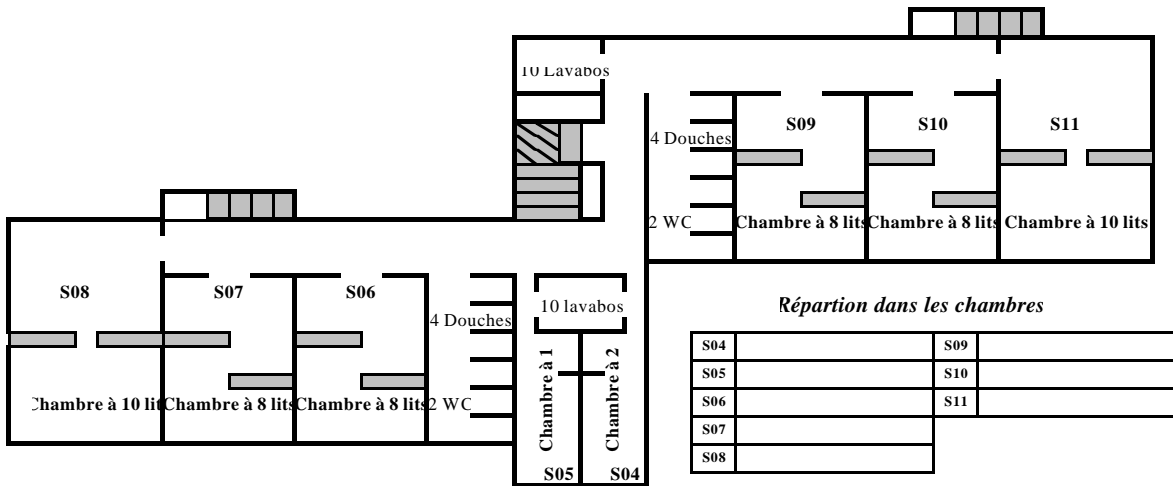 10 Lavabos
4 Douches
S09
S10
S11
2 WC
Chambre à 8 lits
Chambre à 8 lits
Chambre à 10 lits
S08
S07
S06
4 Douches
10 lavabos
Chambre à 10 lit
Chambre à 8 lits
Chambre à 8 lits
2 WC
Chambre à 1
Chambre à 2
S05
S04
Répartion dans les chambres
S04 S09
S05 S10
S06 S11
S07
S08